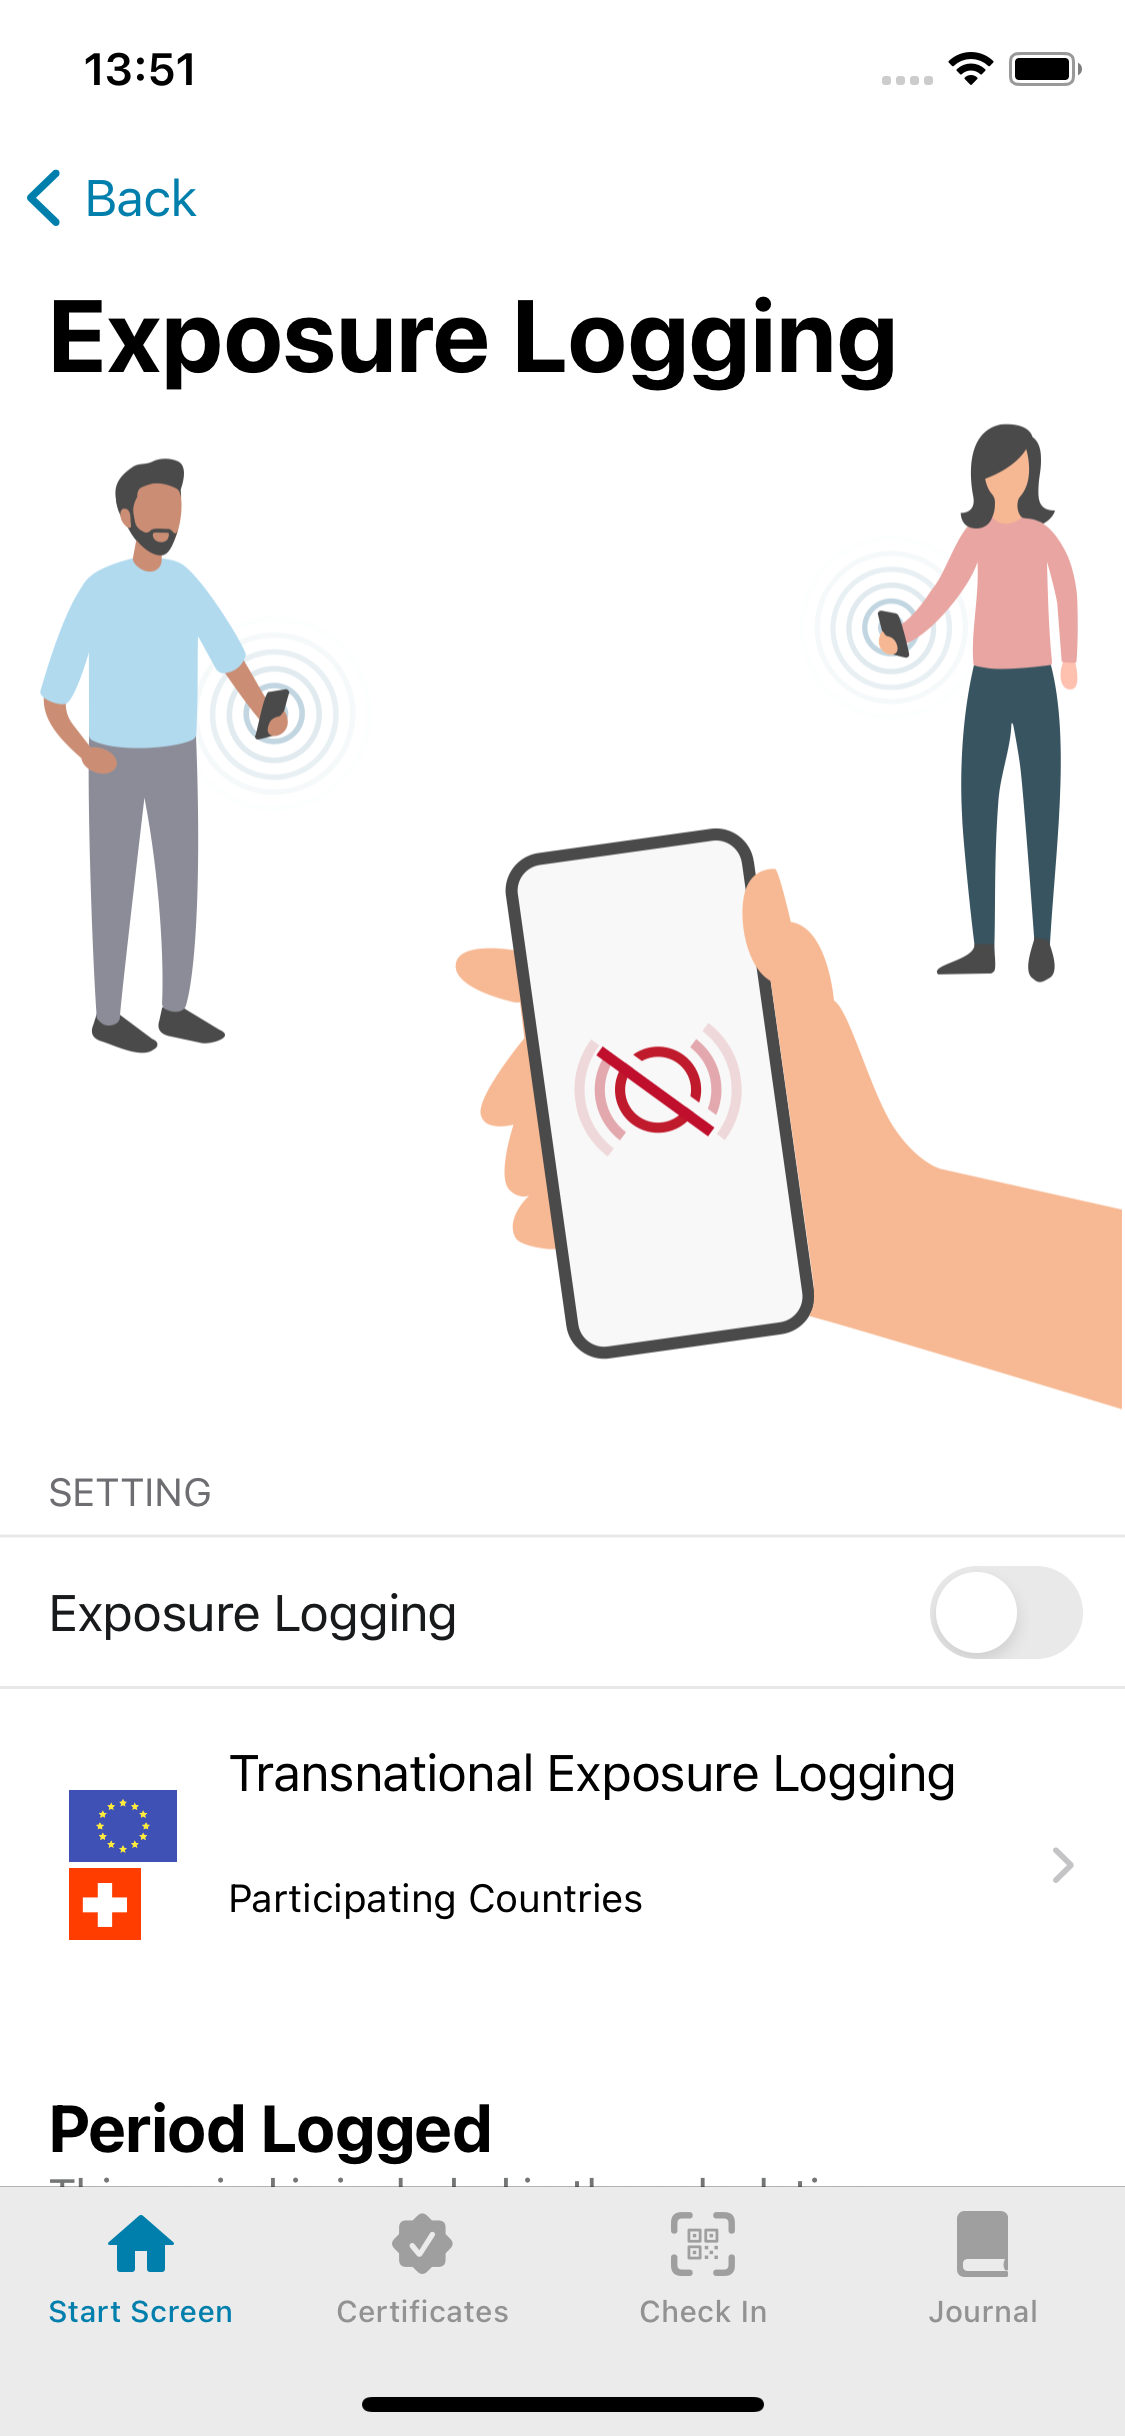 13:51
Back
Exposure Logging
SETTING
Exposure Logging
Transnational Exposure Logging
Participating Countries
Period Logged
Start Screen
Certificates
Check In
Journal